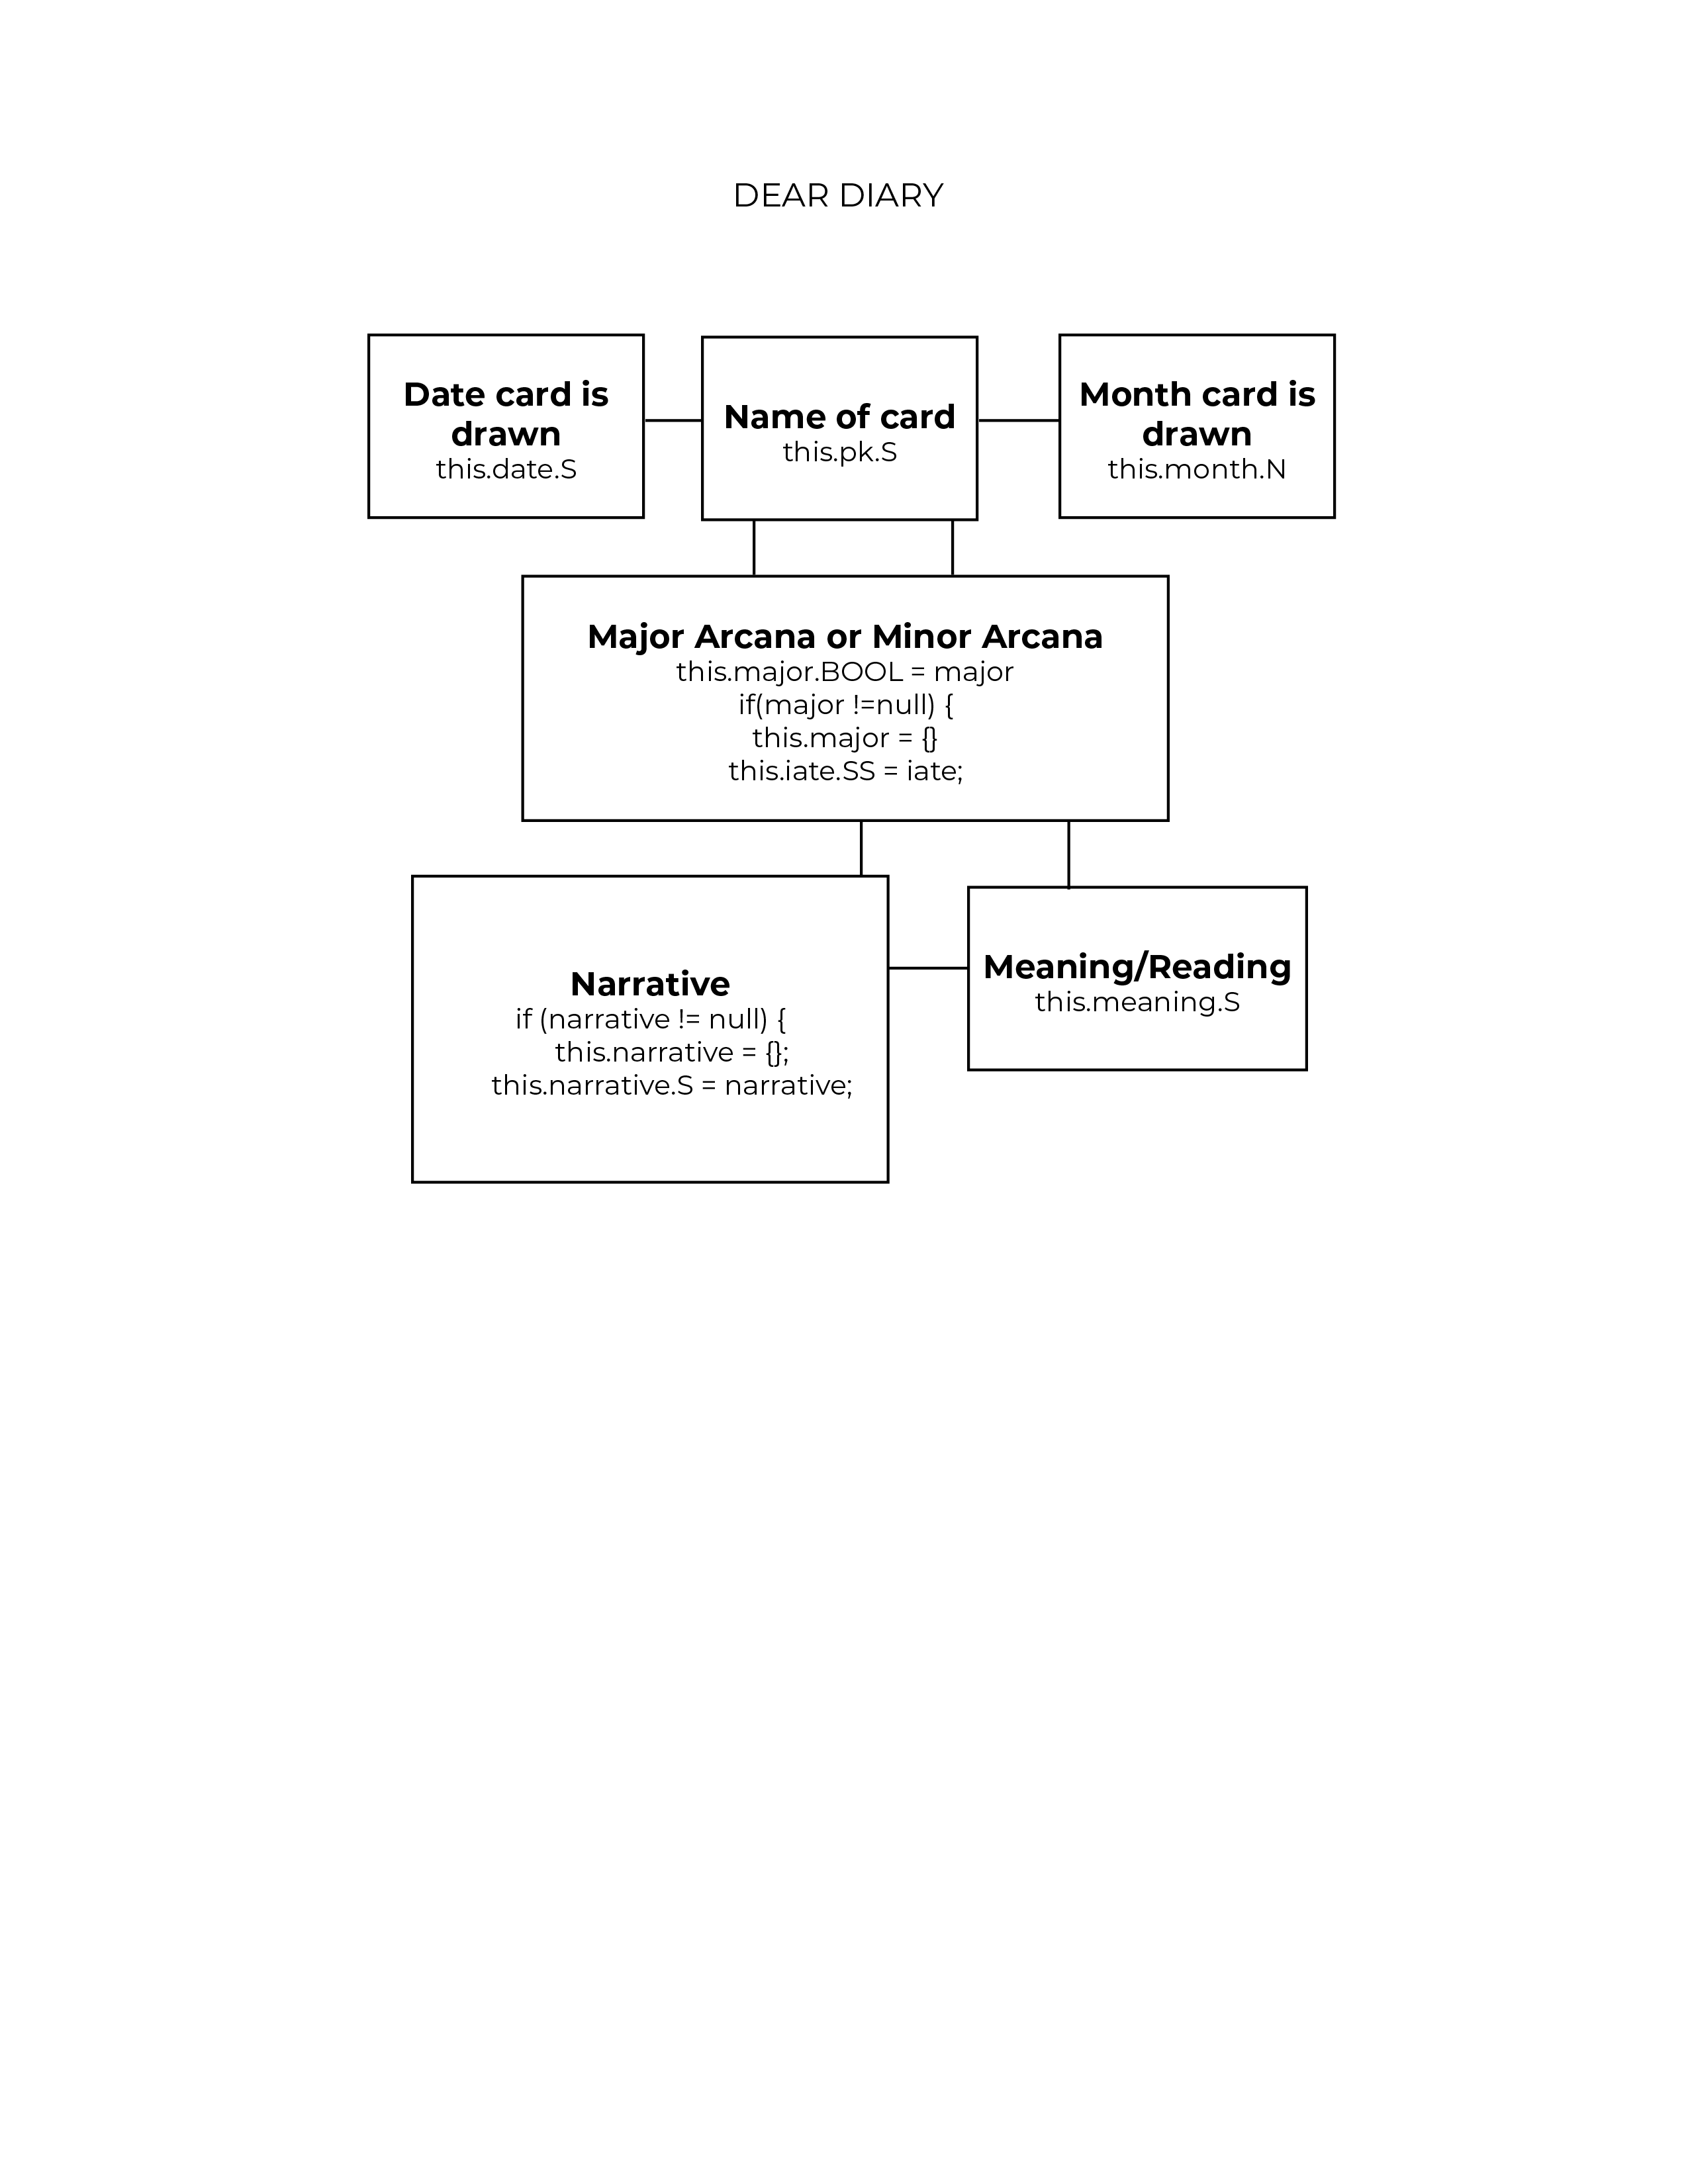 DEAR DIARY
Date card is
drawn
this.date.S
Name of card
this.pk.S
Month card is
drawn
this.month.N
Major Arcana or Minor Arcana
this.major.BOOL = major
if(major !=null) {
this.major = {}
this.iate.SS = iate;
Narrative
if (narrative != null) {
this.narrative = {};
this.narrative.S = narrative;
Meaning/Reading
this.meaning.S